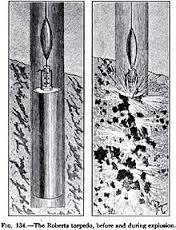 FIG. 134.—The Roberts torpedo, before and during explosion.